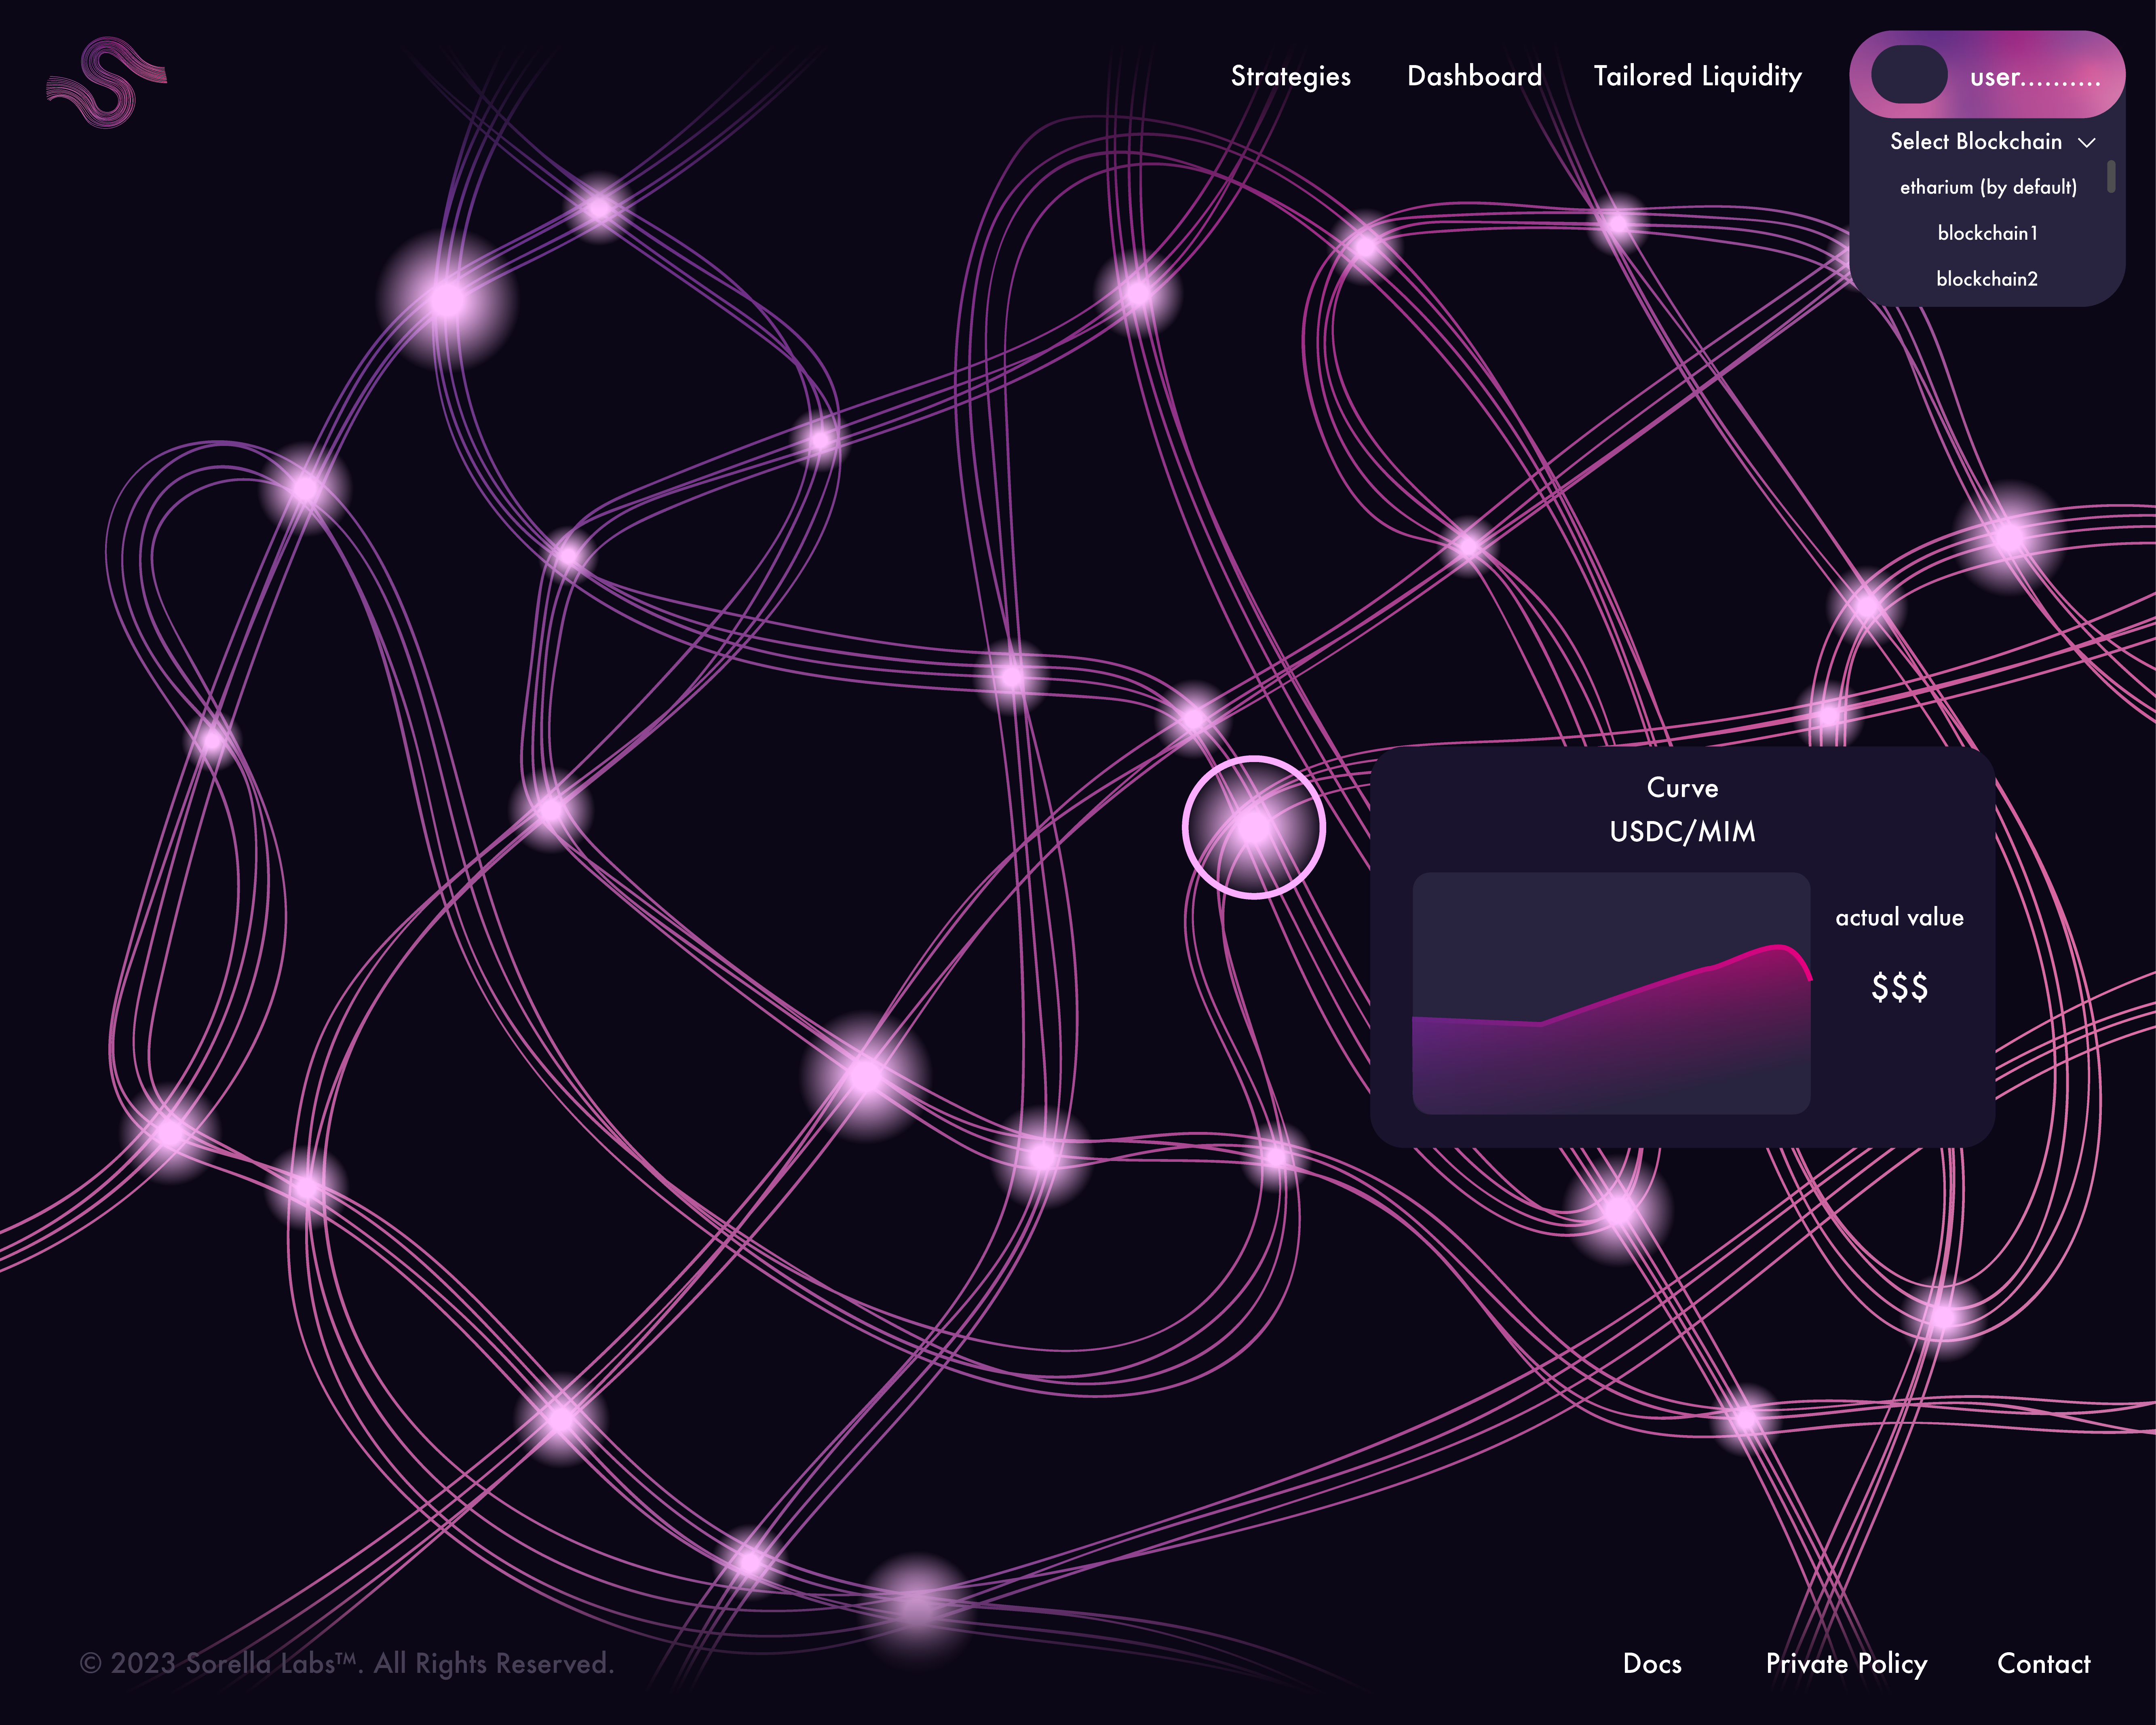 Strategies
Dashboard
Tailored Liquidity
user..........
Select Blockchain
etharium (by default)
blockchain1
blockchain2
Curve
USDC/MIM
actual value
$$$
© 2023 Sorella Labs™. All Rights Reserved.
Docs
Private Policy
Contact